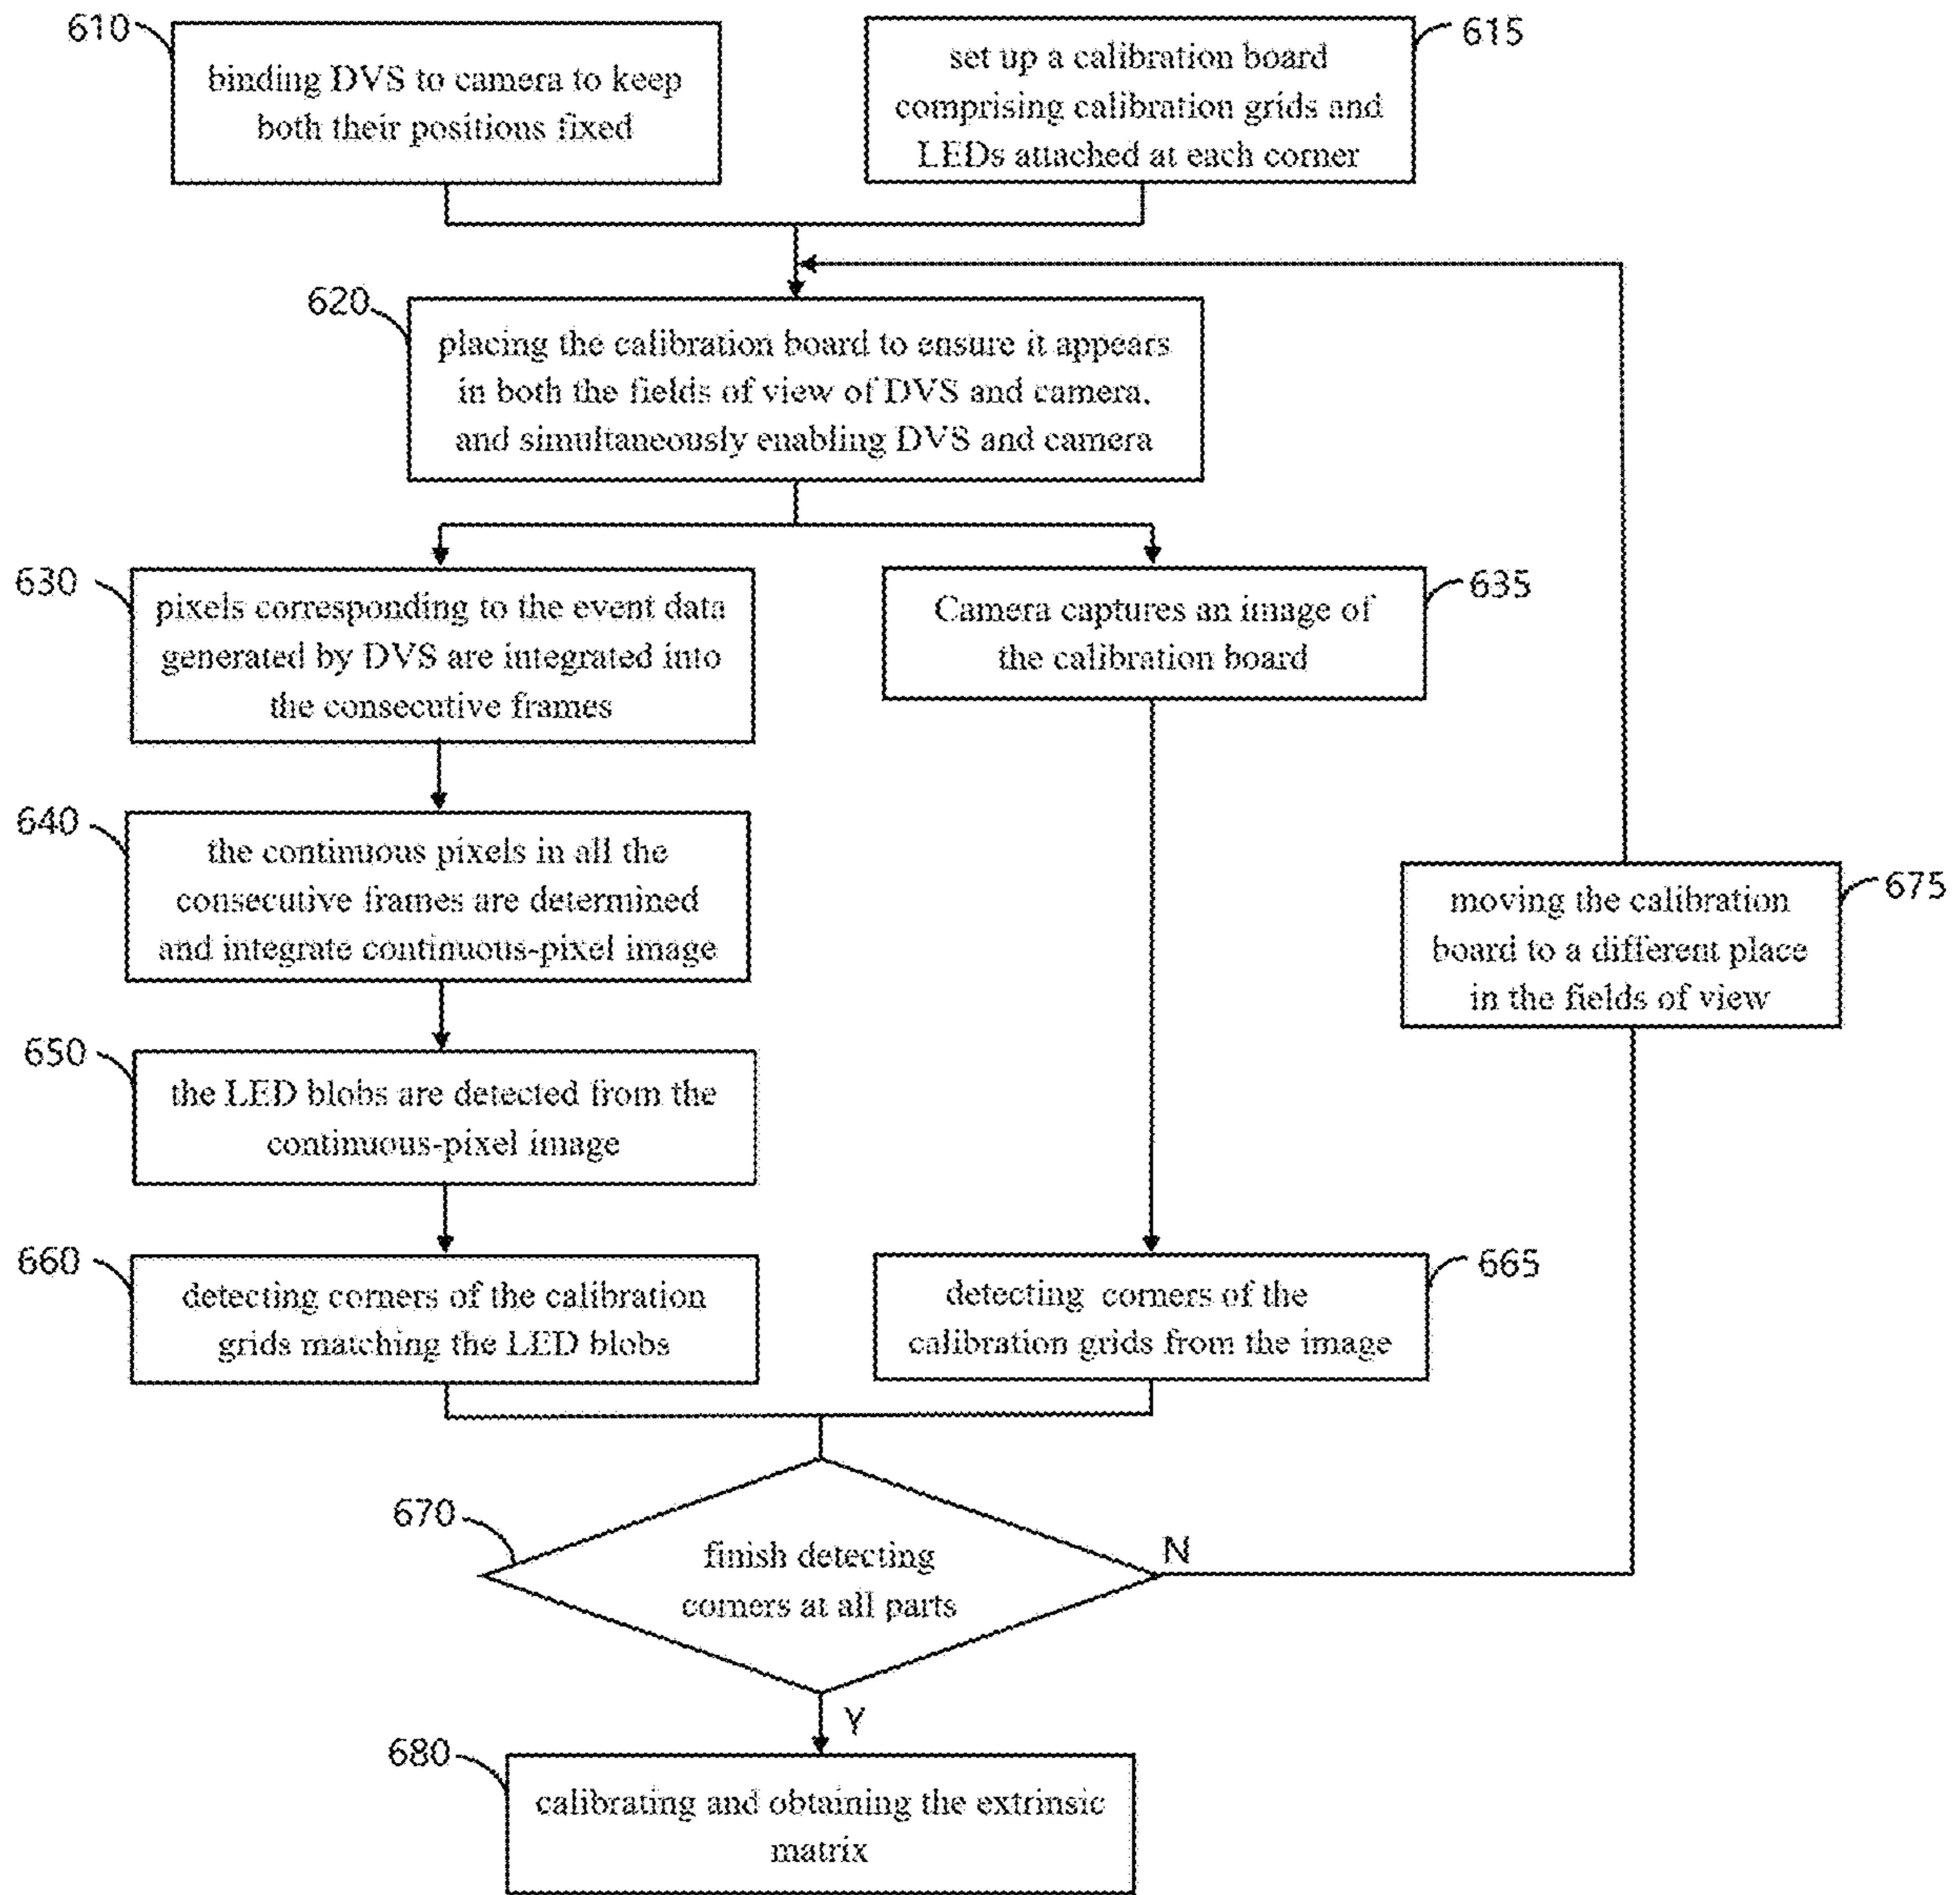 610
binding DVS to camera to keep
both their positions fixed
615
set up a calibration board
comprising calibration grids and
LEDs attached at each corner
620
placing the calibration board to ensure it appears
in both the fields of view of DVS and camera,
and simultaneously enabling DVS and camera
630
pixels corresponding to the event data
generated by DVS are integrated into
the consecutive frames
635
Camera captures an image of
the calibration board
640
the continuous pixels in all the
consecutive frames are determined
and integrate continuous-pixel image
675
moving the calibration
board to a different place
in the fields of view
650
the LED blobs are detected from the
continuous-pixel image
660
detecting corners of the calibration
grids matching the LED blobs
665
detecting corners of the
calibration grids from the image
670
finish detecting
corners at all parts
N
Y
680
calibrating and obtaining the extrinsic
matrix